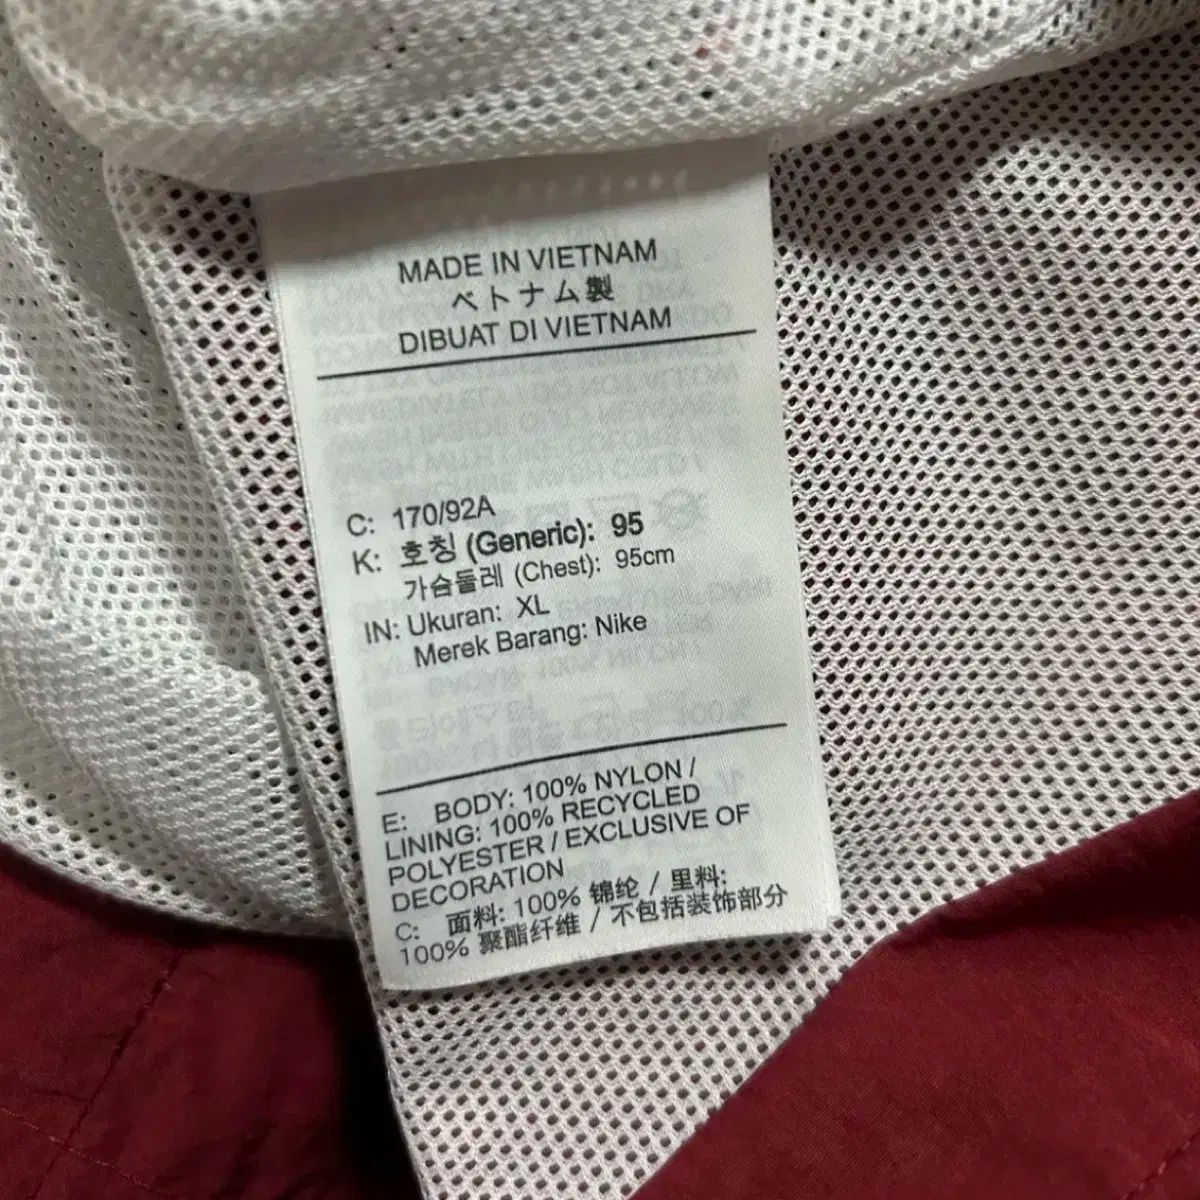 MADE IN VIETNAM
ベトナム製
DIBUAT DI VIETNAM
C: 170/92A
K: 호칭 (Generic): 95
가슴둘레 (Chest): 95cm
IN: Ukuran: XL
Merek Barang: Nike
E: BODY: 100% NYLON /
LINING: 100% RECYCLED
POLYESTER / EXCLUSIVE OF
DECORATION
C: 面料: 100% 锦纶 / 里料:
100% 聚酯纤维 / 不包括装饰部分